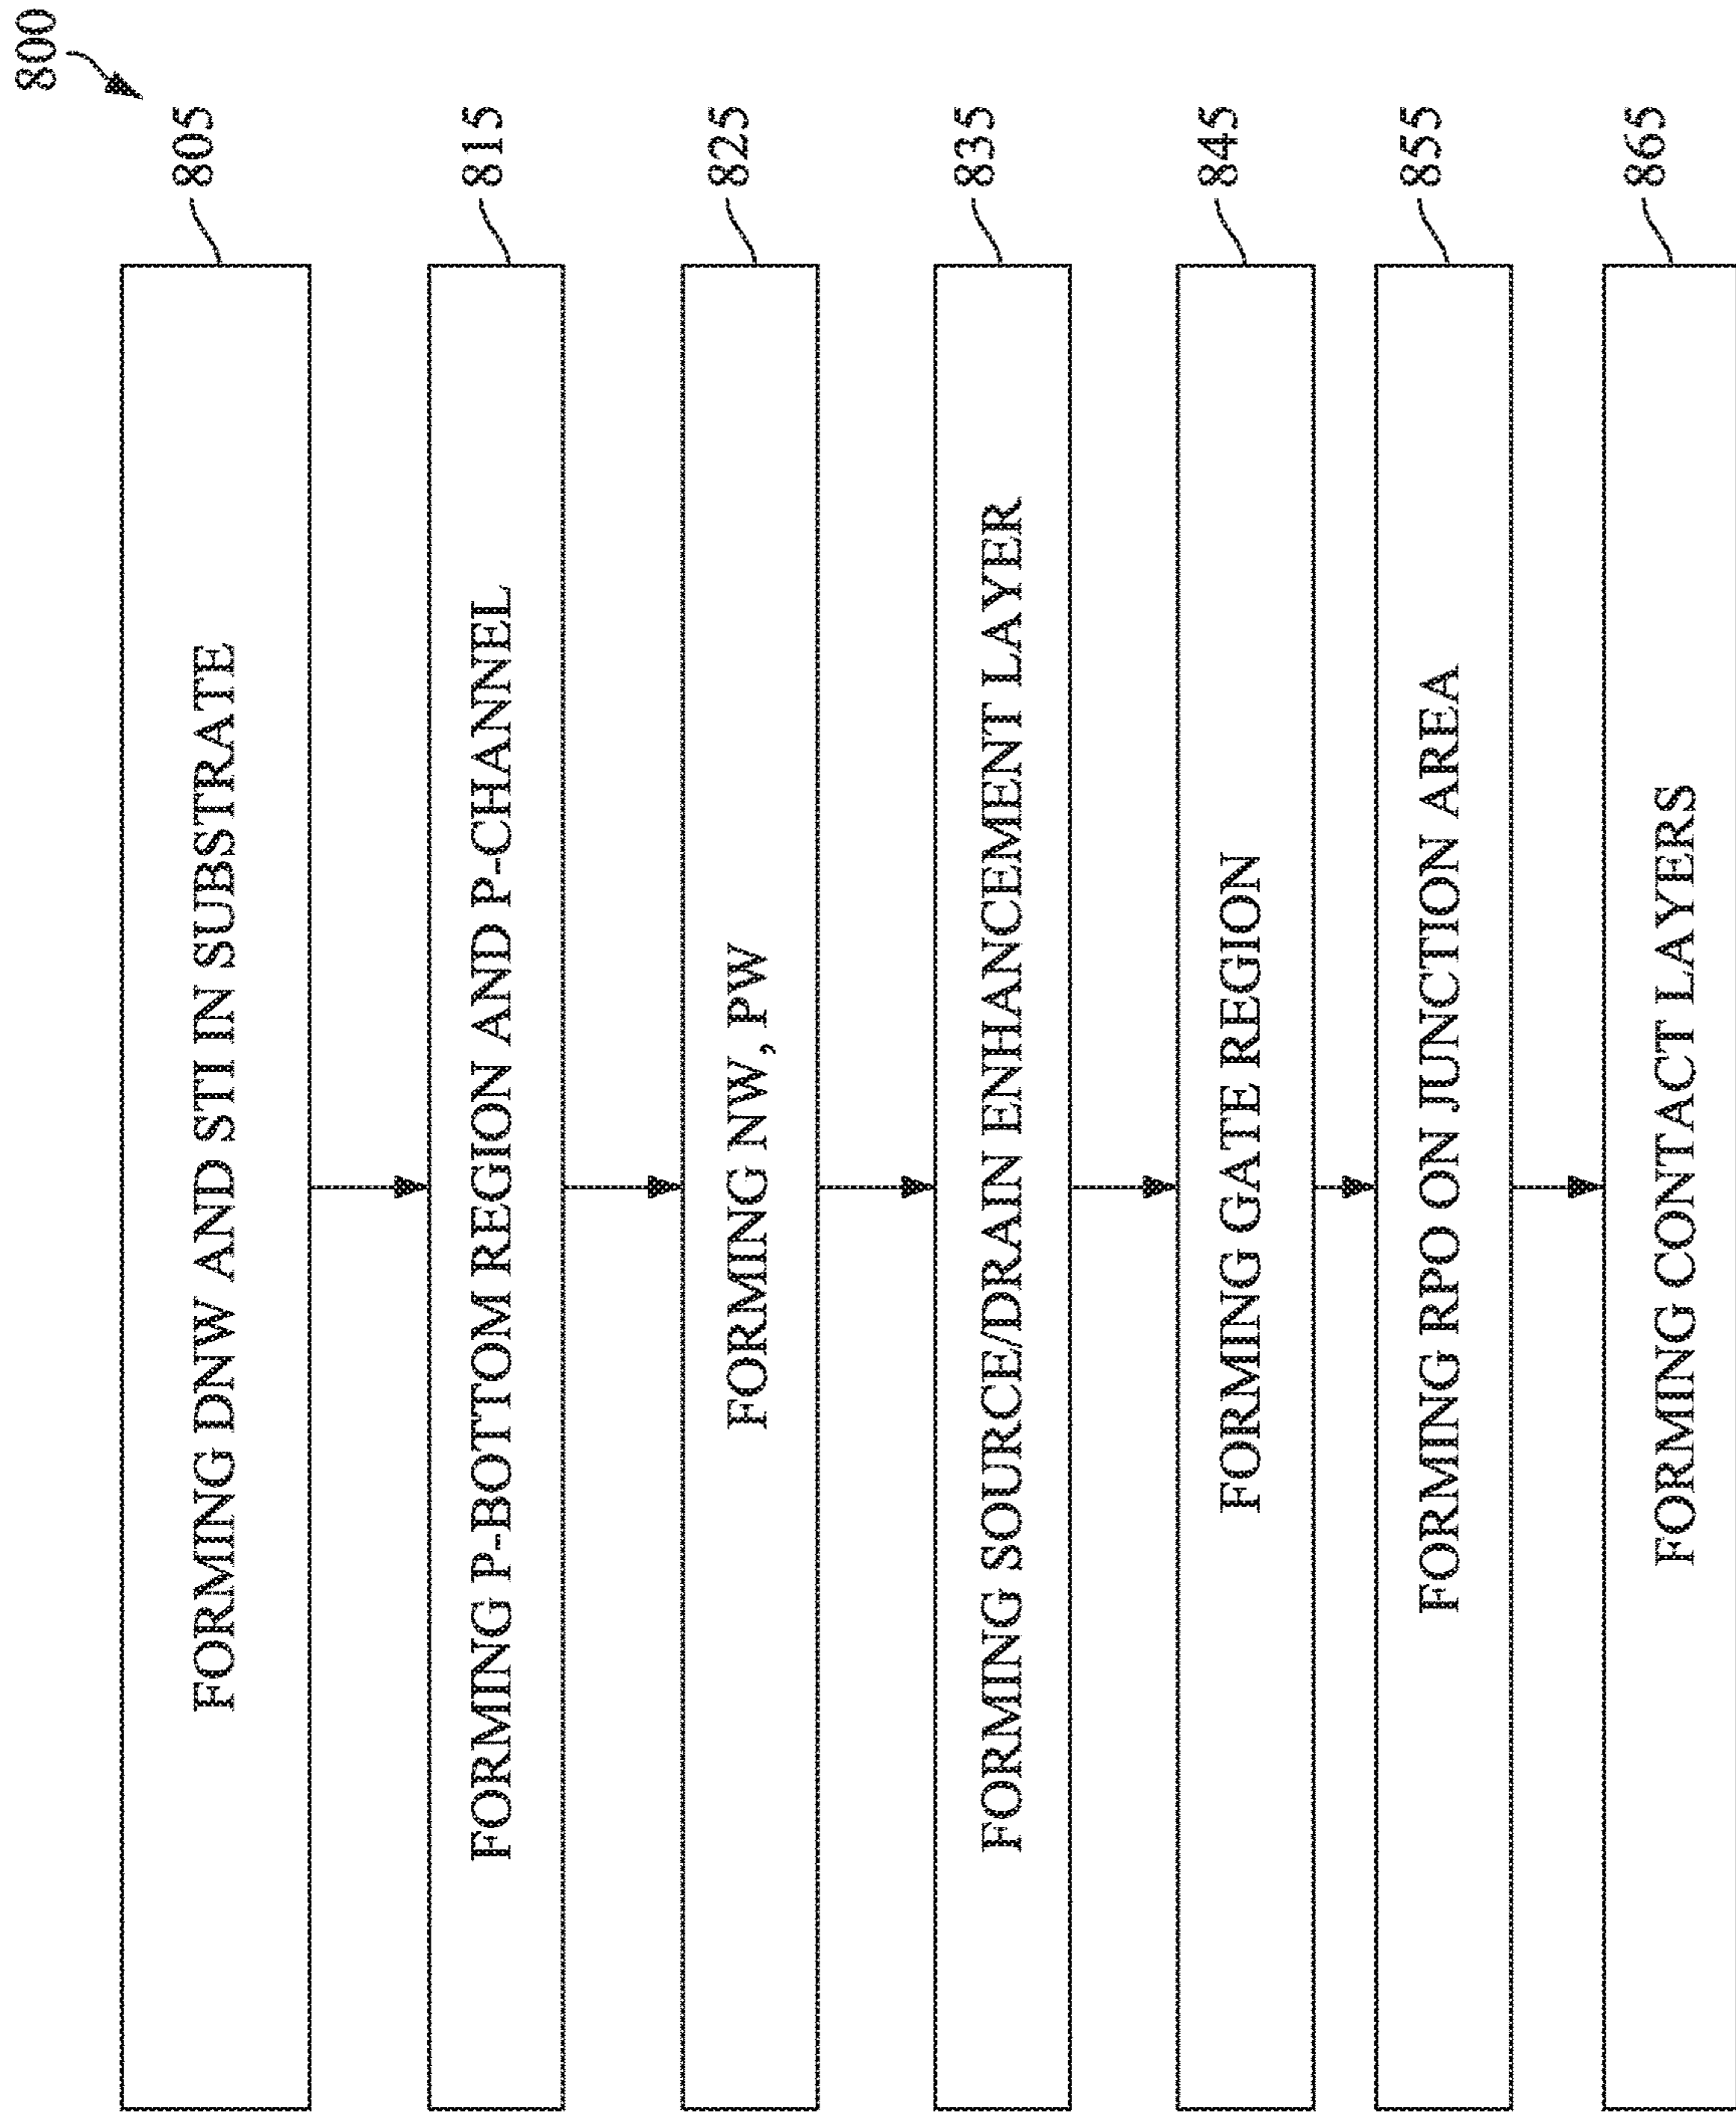 800
FORMING DNW AND STI IN SUBSTRATE
805
FORMING P-BOTTOM REGION AND P-CHANNEL
815
FORMING NW, PW
825
FORMING SOURCE/DRAIN ENHANCEMENT LAYER
835
FORMING GATE REGION
845
FORMING RPO ON JUNCTION AREA
855
FORMING CONTACT LAYERS
865